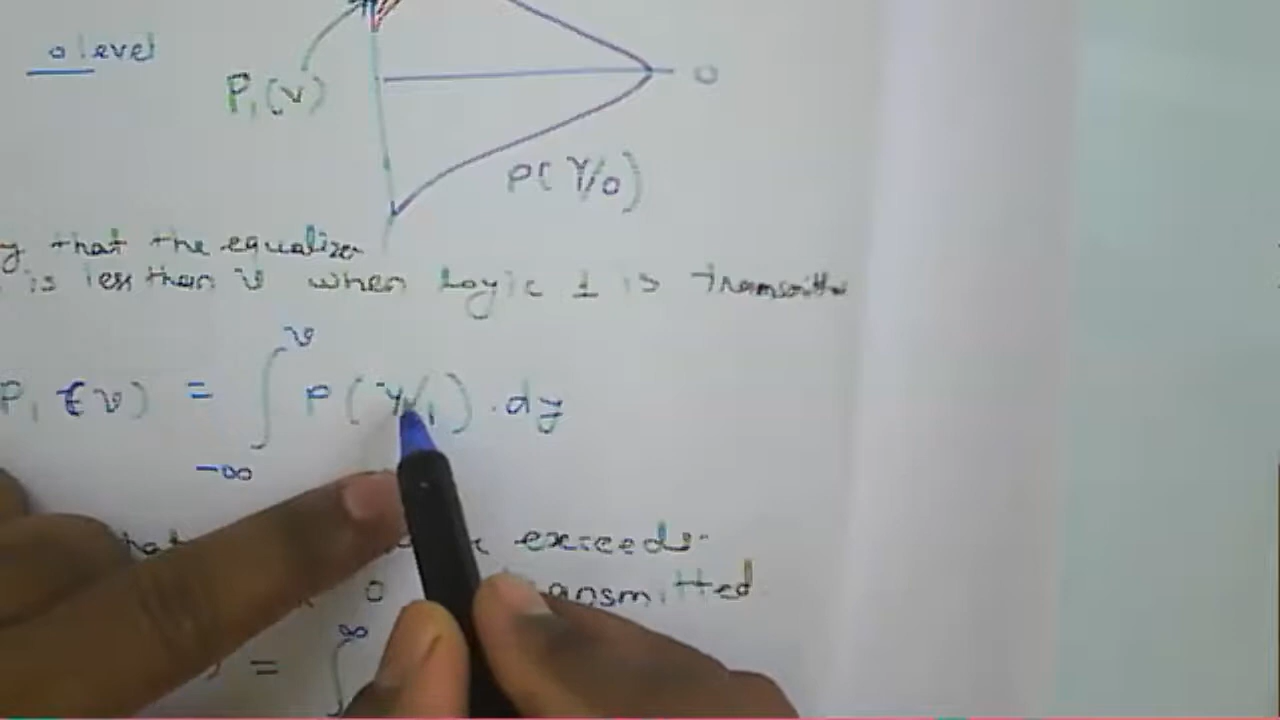 0 level
P₁(v)
0
P(Y/0)
that the equalizer
is less than v when Logic 1 is
P₁(v) = ∫_{-∞}^{v} P(Y/1).dy
exceeds
0
= ∫^{∞}